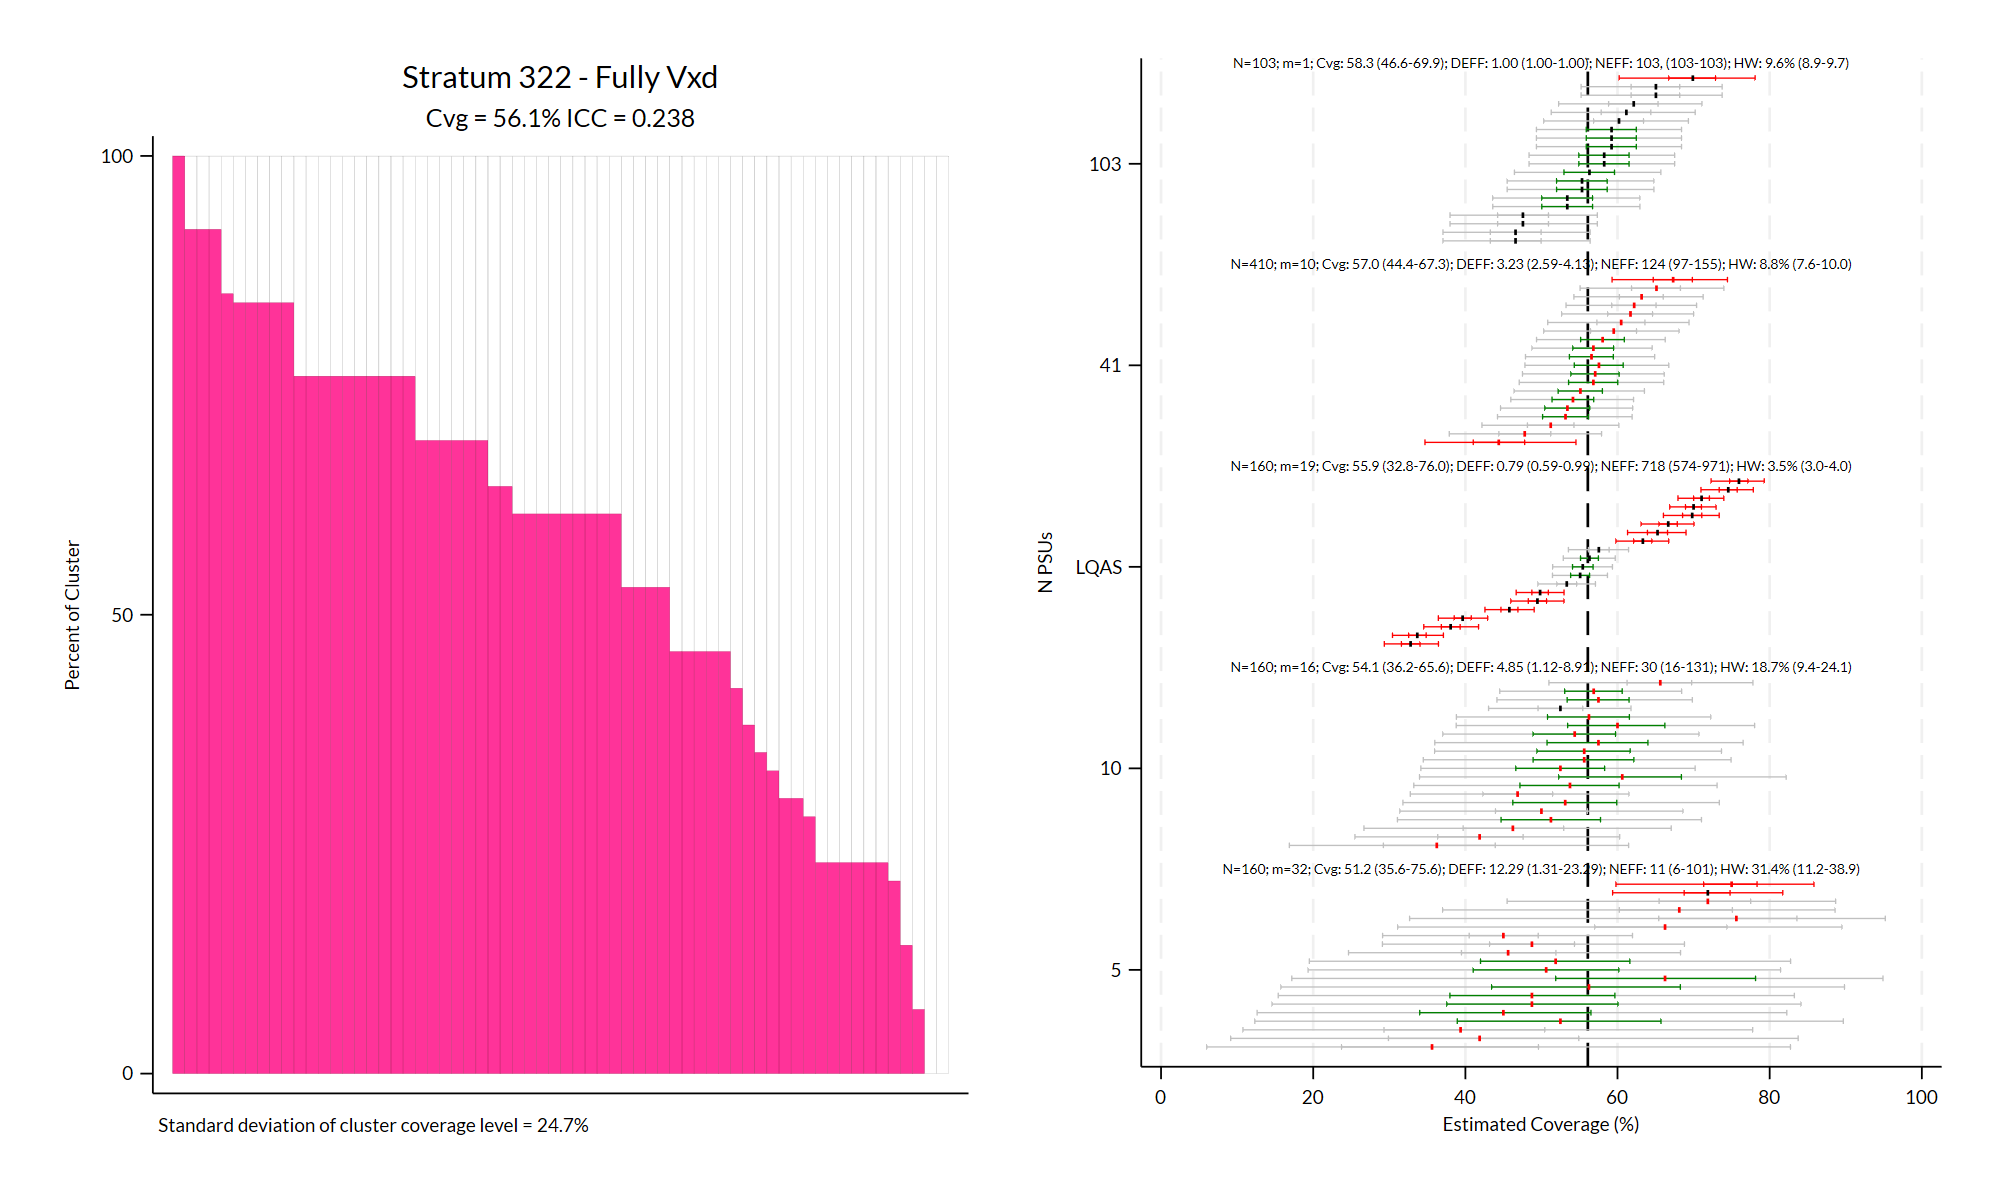 Stratum 322 - Fully Vxd
Cvg = 56.1% ICC = 0.238
100
50
0
Percent of Cluster
Standard deviation of cluster coverage level = 24.7%
N=103; m=1; Cvg: 58.3 (46.6-69.9); DEFF: 1.00 (1.00-1.00); NEFF: 103, (103-103); HW: 9.6% (8.9-9.7)
103
N=410; m=10; Cvg: 57.0 (44.4-67.3); DEFF: 3.23 (2.59-4.13); NEFF: 124 (97-155); HW: 8.8% (7.6-10.0)
41
N=160; m=19; Cvg: 55.9 (32.8-76.0); DEFF: 0.79 (0.59-0.99); NEFF: 718 (574-971); HW: 3.5% (3.0-4.0)
LQAS
N=160; m=16; Cvg: 54.1 (36.2-65.6); DEFF: 4.85 (1.12-8.91); NEFF: 30 (16-131); HW: 18.7% (9.4-24.1)
10
N=160; m=32; Cvg: 51.2 (35.6-75.6); DEFF: 12.29 (1.31-23.29); NEFF: 11 (6-101); HW: 31.4% (11.2-38.9)
5
N PSUs
0 20 40 60 80 100
Estimated Coverage (%)